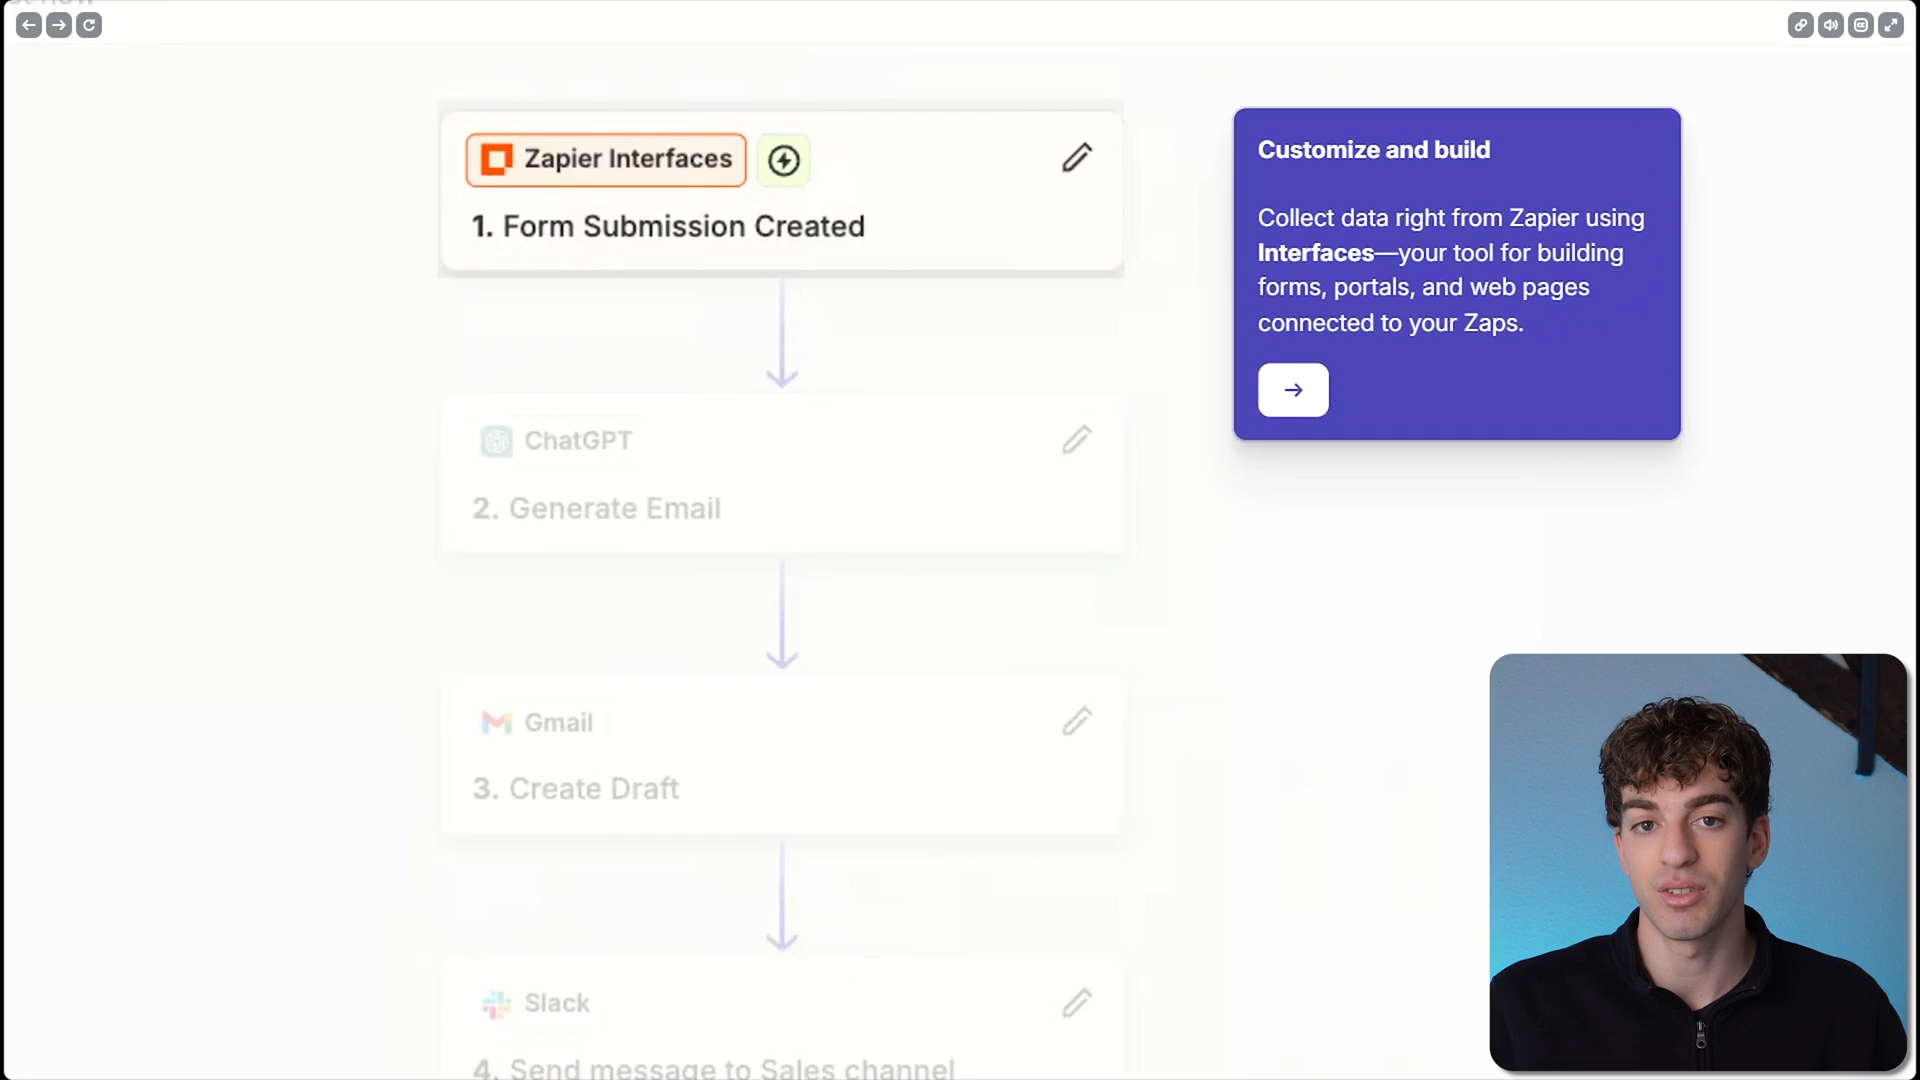 Zapier Interfaces
1. Form Submission Created
Customize and build
Collect data right from Zapier using
Interfaces—your tool for building
forms, portals, and web pages
connected to your Zaps.
ChatGPT
2. Generate Email
Gmail
3. Create Draft
Slack
4. Send message to Sales channel